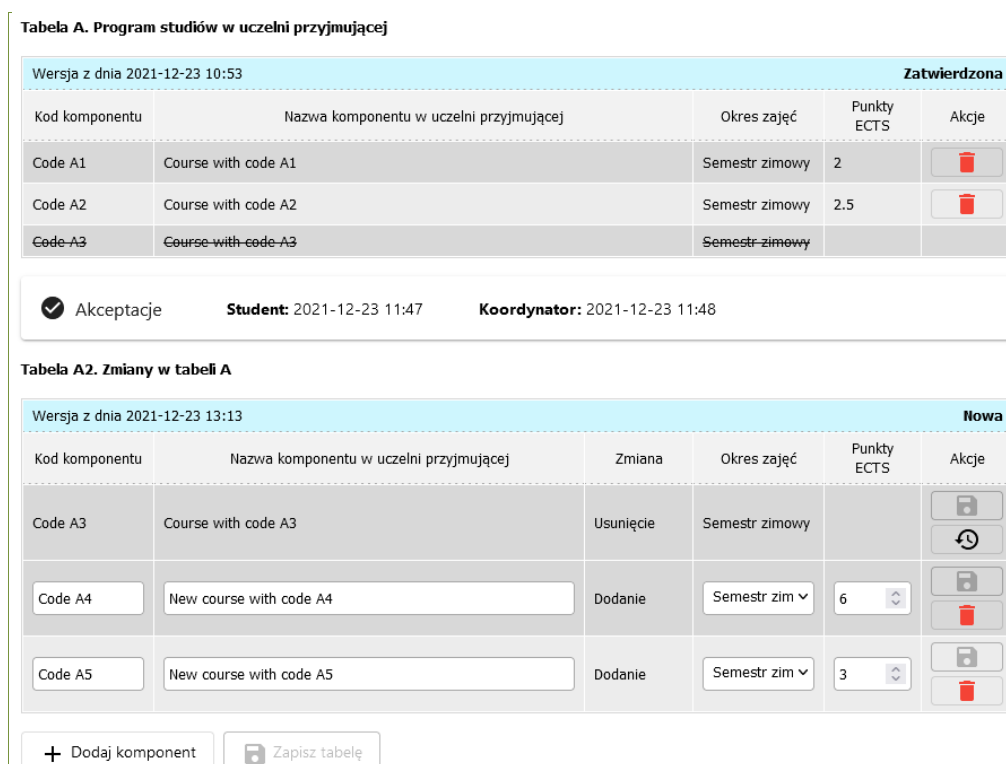 Tabela A. Program studiów w uczelni przyjmującej
Wersja z dnia 2021-12-23 10:53 Zatwierdzona
Kod komponentu Nazwa komponentu w uczelni przyjmującej Okres zajęć Punkty ECTS Akcje
Code A1 Course with code A1 Semestr zimowy 2
Code A2 Course with code A2 Semestr zimowy 2.5
Code A3 Course with code A3 Semestr zimowy
Akceptacje Student: 2021-12-23 11:47 Koordynator: 2021-12-23 11:48
Tabela A2. Zmiany w tabeli A
Wersja z dnia 2021-12-23 13:13 Nowa
Kod komponentu Nazwa komponentu w uczelni przyjmującej Zmiana Okres zajęć Punkty ECTS Akcje
Code A3 Course with code A3 Usunięcie Semestr zimowy
Code A4 New course with code A4 Dodanie Semestr zim 6
Code A5 New course with code A5 Dodanie Semestr zim 3
Dodaj komponent Zapisz tabelę